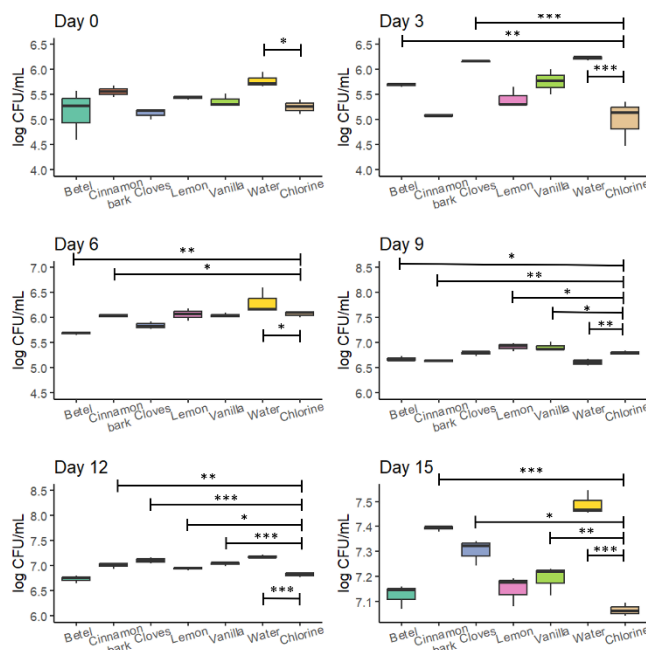 Day 0
*
log CFU/mL
6.5
6.0
5.5
5.0
4.5
4.0
Betel
Cinnamon
bark
Cloves
Lemon
Vanilla
Water
Chlorine
Day 3
***
**
***
log CFU/mL
6.5
6.0
5.5
5.0
4.5
4.0
Betel
Cinnamon
bark
Cloves
Lemon
Vanilla
Water
Chlorine
Day 6
**
*
*
log CFU/mL
7.0
6.5
6.0
5.5
5.0
4.5
Betel
Cinnamon
bark
Cloves
Lemon
Vanilla
Water
Chlorine
Day 9
*
**
*
*
**
log CFU/mL
8.5
8.0
7.5
7.0
6.5
6.0
Betel
Cinnamon
bark
Cloves
Lemon
Vanilla
Water
Chlorine
Day 12
**
***
*
***
***
log CFU/mL
8.5
8.0
7.5
7.0
6.5
6.0
Betel
Cinnamon
bark
Cloves
Lemon
Vanilla
Water
Chlorine
Day 15
***
*
**
***
log CFU/mL
7.5
7.4
7.3
7.2
7.1
Betel
Cinnamon
bark
Cloves
Lemon
Vanilla
Water
Chlorine